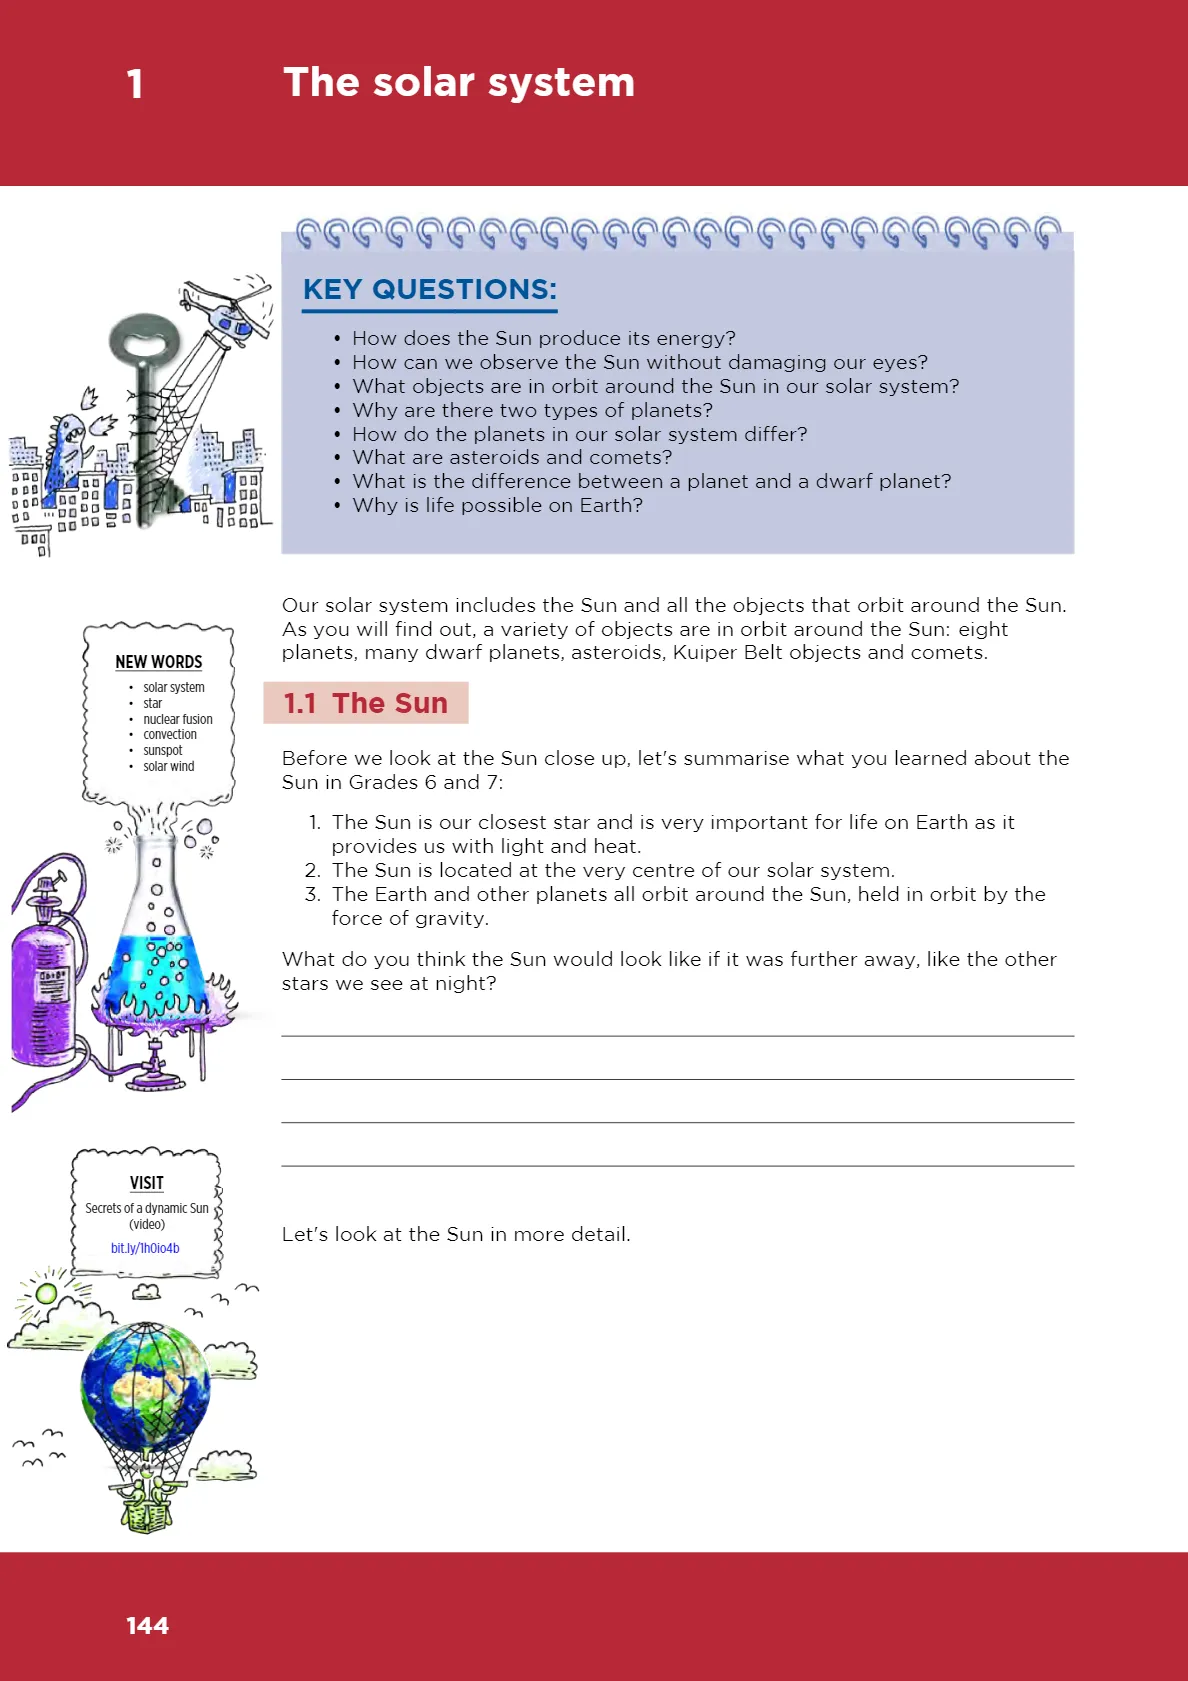 1 The solar system
KEY QUESTIONS:
• How does the Sun produce its energy?
• How can we observe the Sun without damaging our eyes?
• What objects are in orbit around the Sun in our solar system?
• Why are there two types of planets?
• How do the planets in our solar system differ?
• What are asteroids and comets?
• What is the difference between a planet and a dwarf planet?
• Why is life possible on Earth?
Our solar system includes the Sun and all the objects that orbit around the Sun.
As you will find out, a variety of objects are in orbit around the Sun: eight
planets, many dwarf planets, asteroids, Kuiper Belt objects and comets.
NEW WORDS
• solar system
• star
• nuclear fusion
• convection
• sunspot
• solar wind
1.1 The Sun
Before we look at the Sun close up, let's summarise what you learned about the
Sun in Grades 6 and 7:
1. The Sun is our closest star and is very important for life on Earth as it
provides us with light and heat.
2. The Sun is located at the very centre of our solar system.
3. The Earth and other planets all orbit around the Sun, held in orbit by the
force of gravity.
What do you think the Sun would look like if it was further away, like the other
stars we see at night?
VISIT
Secrets of a dynamic Sun
(video)
bit.ly/1h0io4b
Let's look at the Sun in more detail.
144